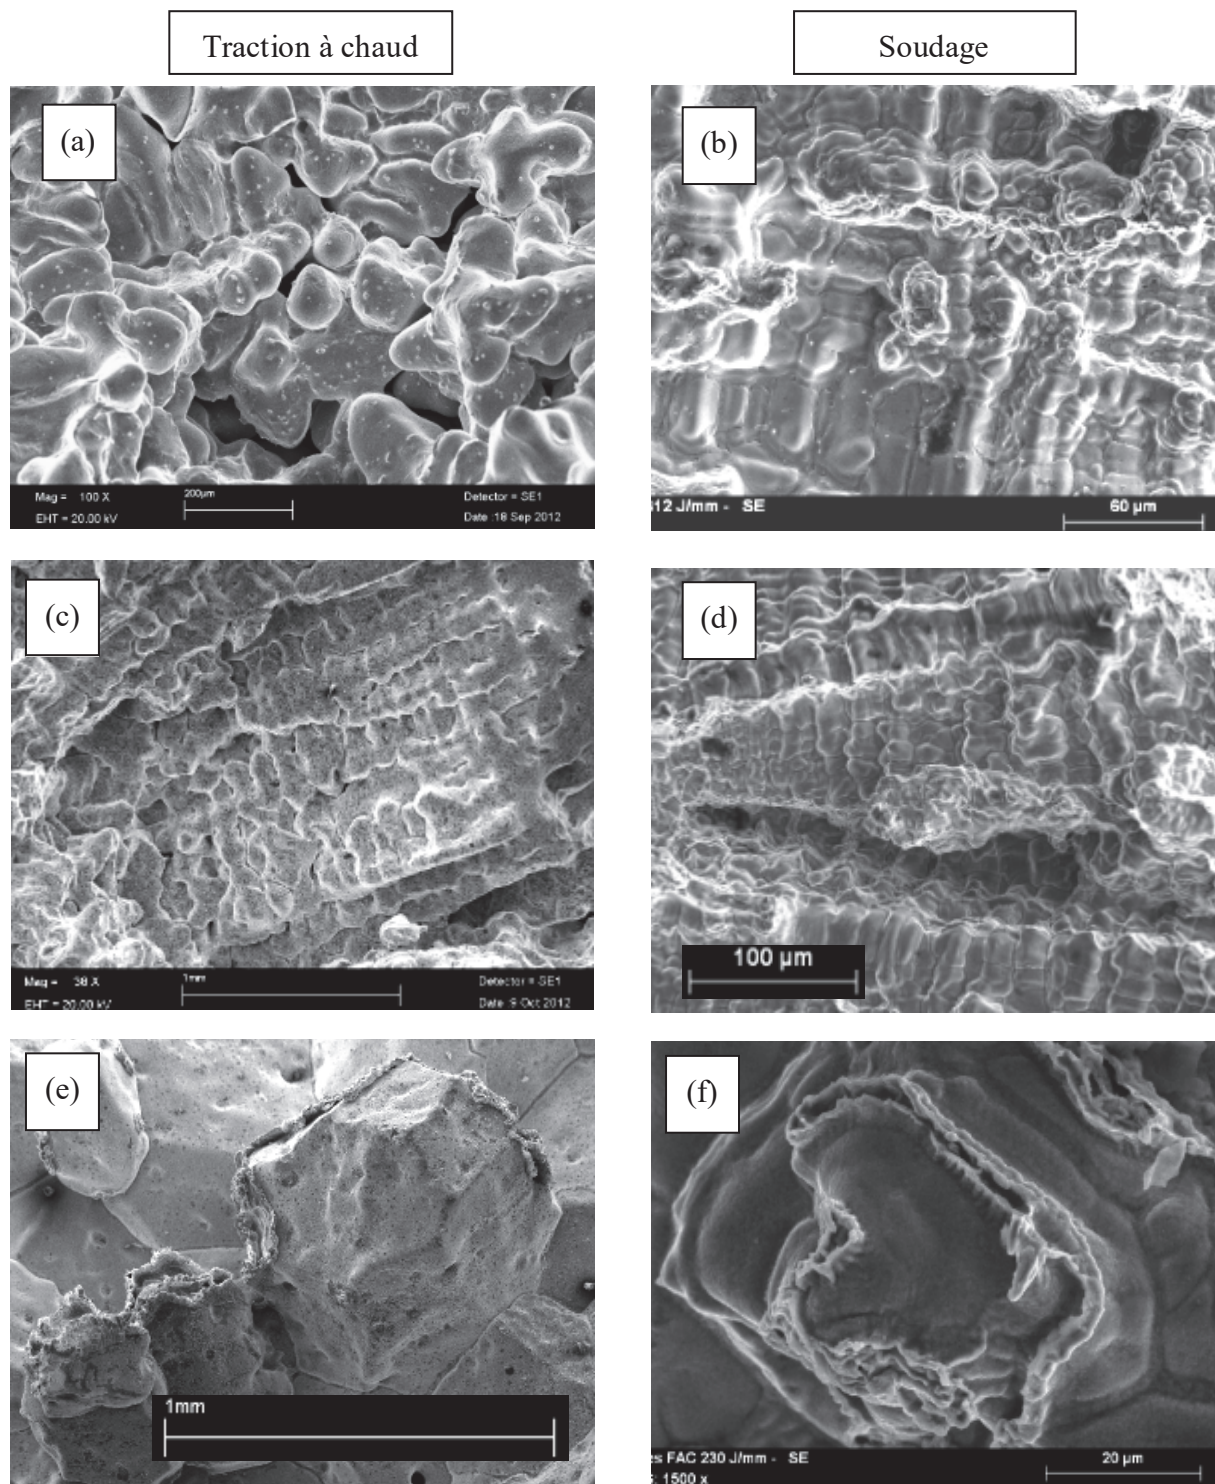 Traction à chaud
Soudage
(a)
(b)
Mag = 100 X
200µm
Detector = SE1
EHT = 20.00 kV
Date :18 Sep 2012
12 J/mm - SE
60 µm
(c)
(d)
Mag = 38 X
1mm
Detector = SE1
EHT = 20.00 kV
Date :9 Oct 2012
100 µm
(e)
(f)
1mm
FAC 230 J/mm - SE
20 µm
1500 x